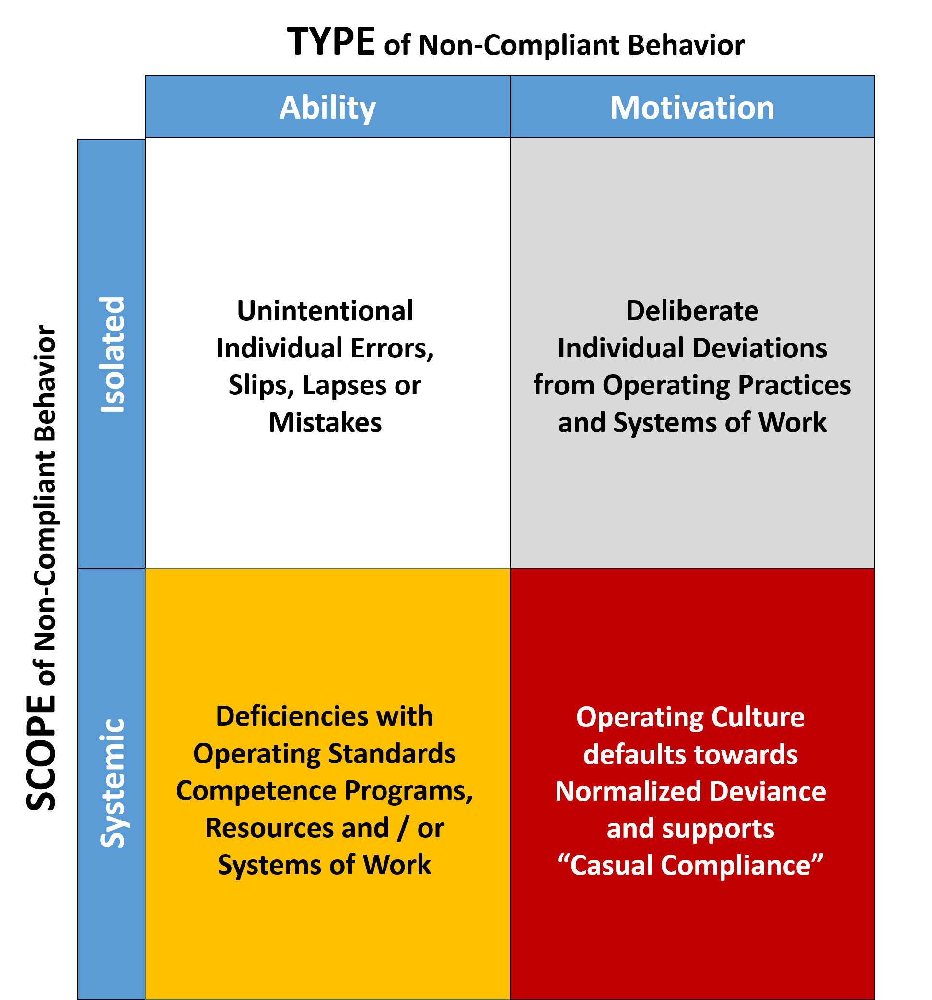 TYPE of Non-Compliant Behavior
Ability
Motivation
SCOPE of Non-Compliant Behavior
Isolated
Unintentional
Individual Errors,
Slips, Lapses or
Mistakes
Deliberate
Individual Deviations
from Operating Practices
and Systems of Work
Systemic
Deficiencies with
Operating Standards
Competence Programs,
Resources and / or
Systems of Work
Operating Culture
defaults towards
Normalized Deviance
and supports
“Casual Compliance”